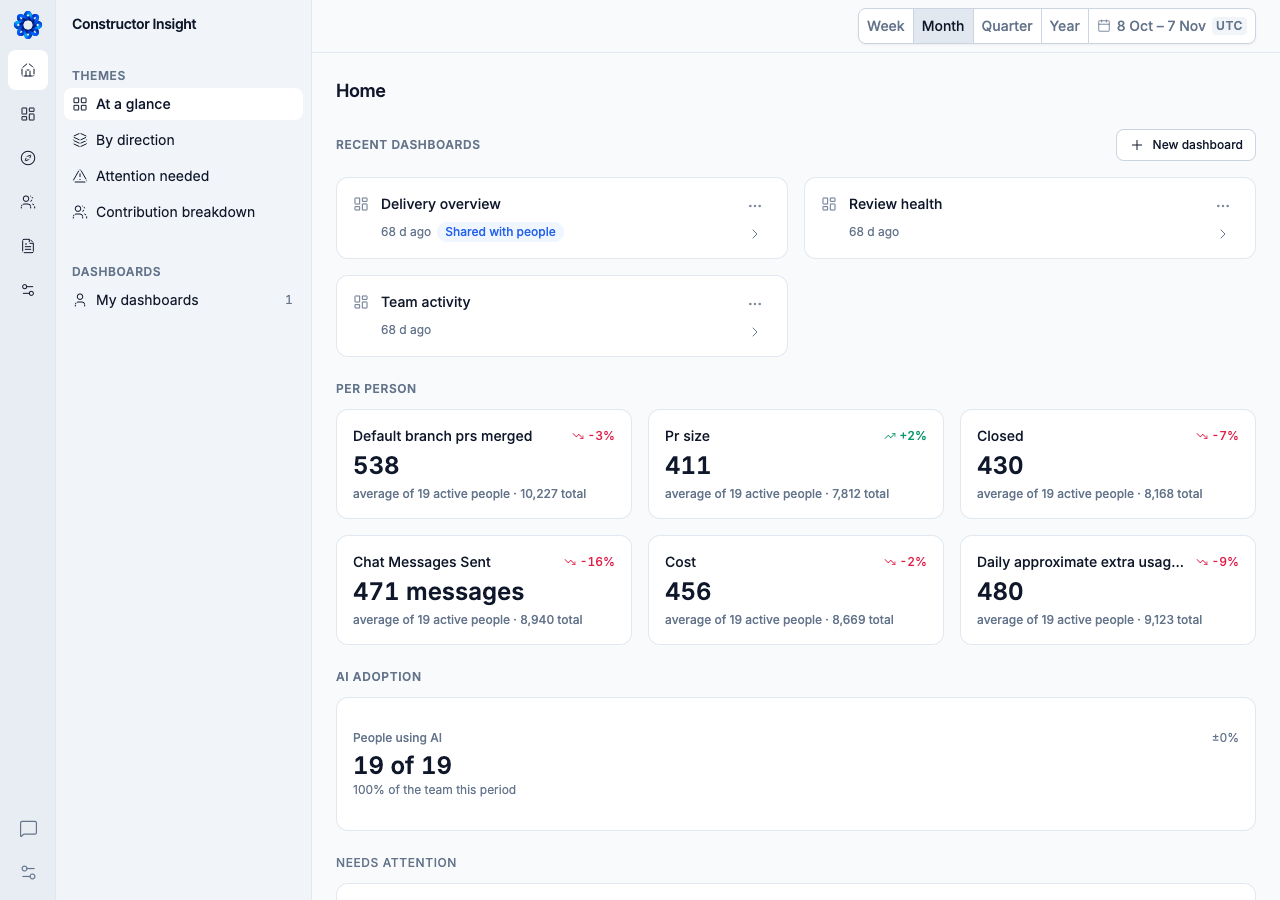 Constructor Insight
Week Month Quarter Year 8 Oct – 7 Nov UTC
THEMES
At a glance
By direction
Attention needed
Contribution breakdown
DASHBOARDS
My dashboards 1
Home
RECENT DASHBOARDS
New dashboard
Delivery overview
68 d ago Shared with people
Review health
68 d ago
Team activity
68 d ago
PER PERSON
Default branch prs merged -3%
538
average of 19 active people · 10,227 total
Pr size +2%
411
average of 19 active people · 7,812 total
Closed -7%
430
average of 19 active people · 8,168 total
Chat Messages Sent -16%
471 messages
average of 19 active people · 8,940 total
Cost -2%
456
average of 19 active people · 8,669 total
Daily approximate extra usag... -9%
480
average of 19 active people · 9,123 total
AI ADOPTION
People using AI ±0%
19 of 19
100% of the team this period
NEEDS ATTENTION